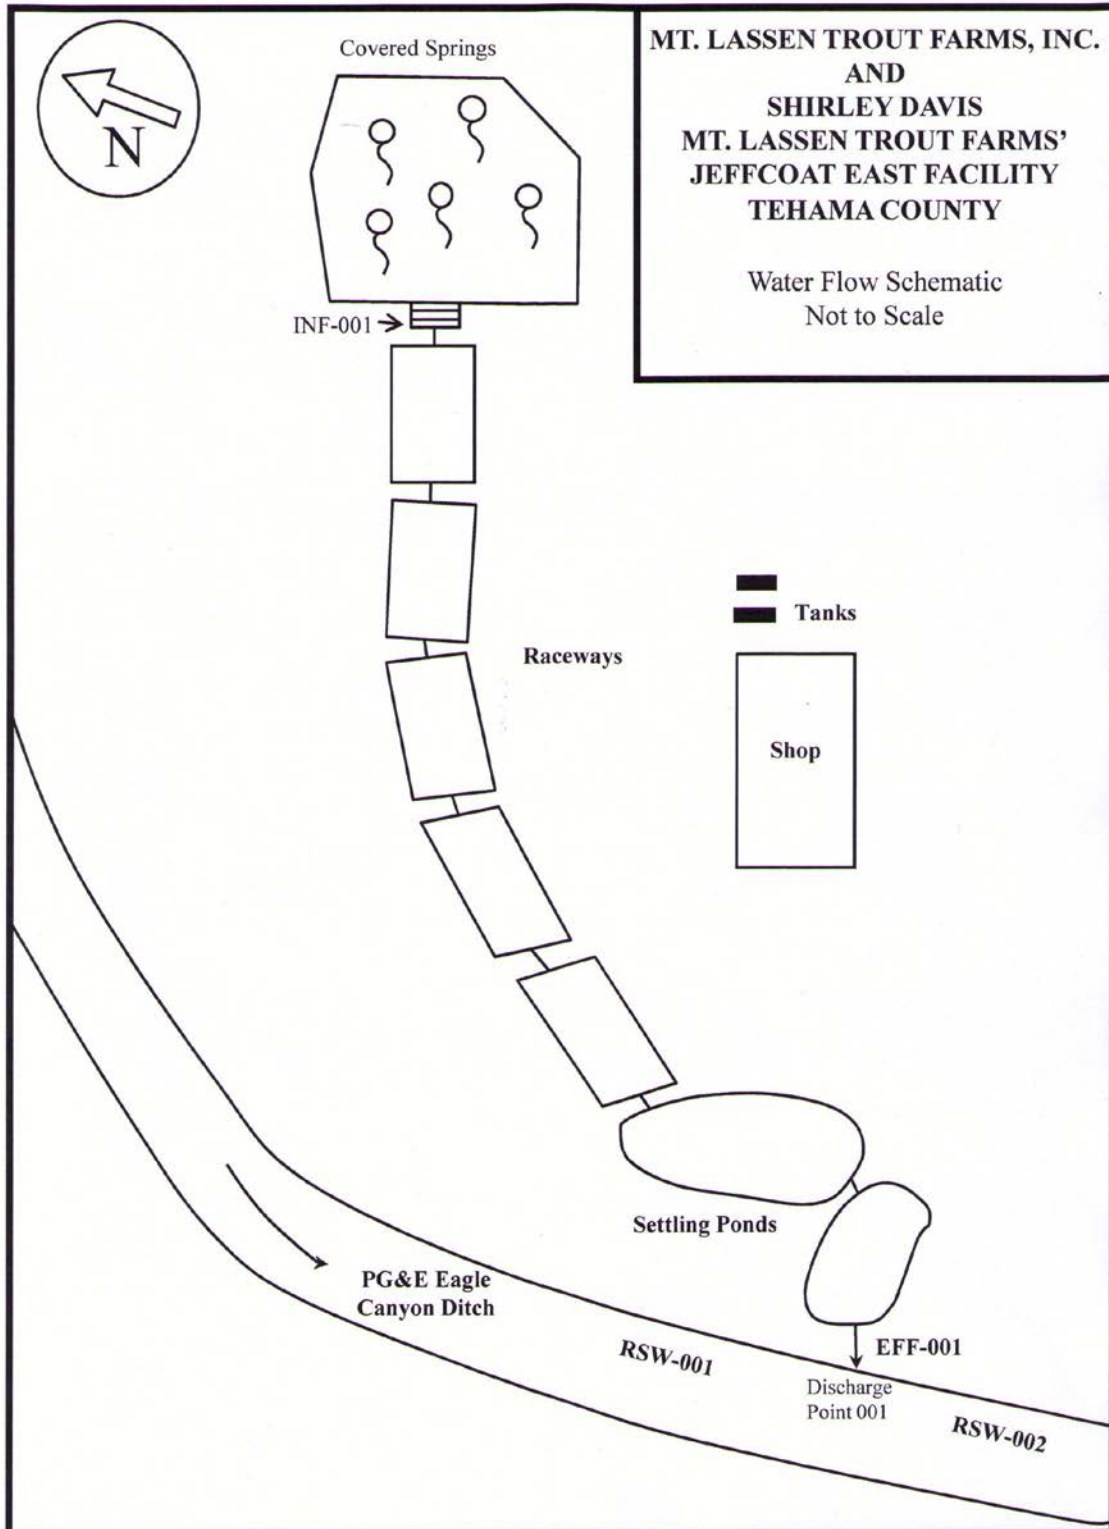 MT. LASSEN TROUT FARMS, INC.
AND
SHIRLEY DAVIS
MT. LASSEN TROUT FARMS’
JEFFCOAT EAST FACILITY
TEHAMA COUNTY
Water Flow Schematic
Not to Scale
N
Covered Springs
INF-001
Tanks
Raceways
Shop
Settling Ponds
PG&E Eagle
Canyon Ditch
RSW-001
EFF-001
Discharge
Point 001
RSW-002